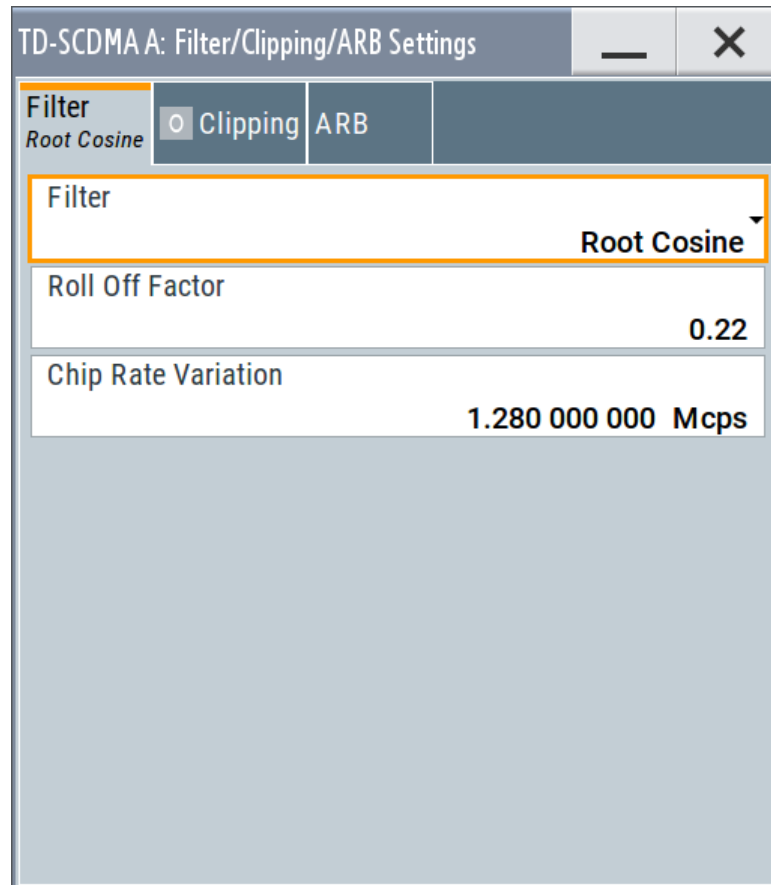 TD-SCDMA A: Filter/Clipping/ARB Settings
Filter
Root Cosine
O Clipping
ARB
Filter
Root Cosine
Roll Off Factor
0.22
Chip Rate Variation
1.280 000 000 Mcps